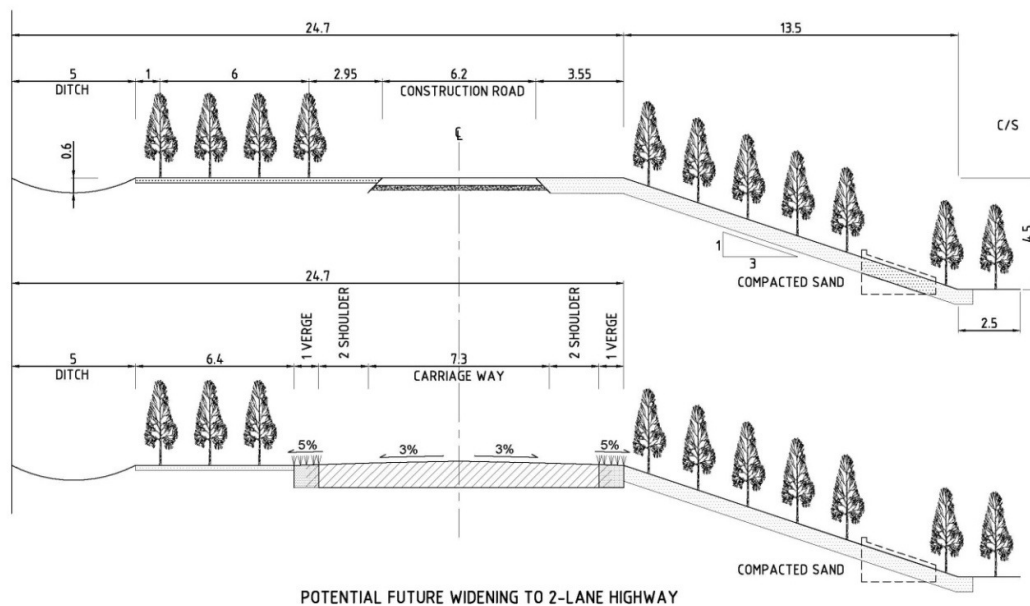 24.7
13.5
5
DITCH
1
6
2.95
6.2
CONSTRUCTION ROAD
3.55
C/S
℄
0.6
4.5
1
3
COMPACTED SAND
2.5
24.7
1 VERGE
2 SHOULDER
2 SHOULDER
1 VERGE
5
DITCH
6.4
7.3
CARRIAGE WAY
5%
3%
3%
5%
COMPACTED SAND
POTENTIAL FUTURE WIDENING TO 2-LANE HIGHWAY